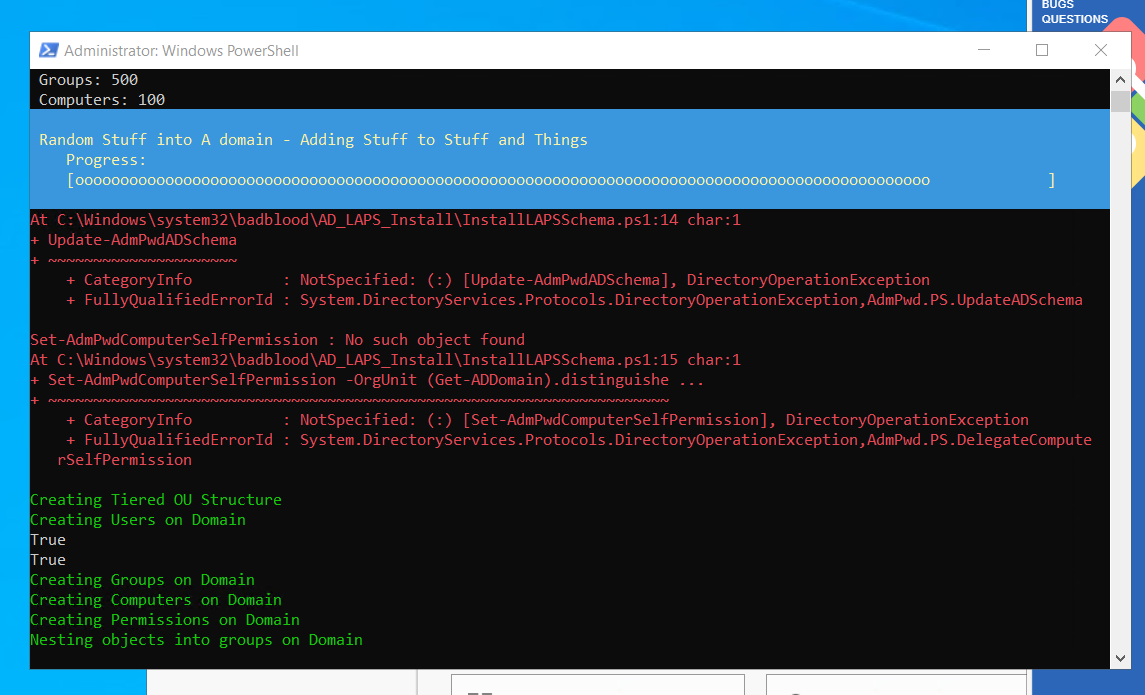 BUGS
QUESTIONS
Administrator: Windows PowerShell
Groups: 500
Computers: 100
Random Stuff into A domain - Adding Stuff to Stuff and Things
Progress:
[ooooooooooooooooooooooooooooooooooooooooooooooooooooooooooooooooooooooooooooooooooooooooooooooo ]
At C:\Windows\system32\badblood\AD_LAPS_Install\InstallLAPSSchema.ps1:14 char:1
+ Update-AdmPwdADSchema
+ ~~~~~~~~~~~~~~~~~~~~~
+ CategoryInfo : NotSpecified: (:) [Update-AdmPwdADSchema], DirectoryOperationException
+ FullyQualifiedErrorId : System.DirectoryServices.Protocols.DirectoryOperationException,AdmPwd.PS.UpdateADSchema
Set-AdmPwdComputerSelfPermission : No such object found
At C:\Windows\system32\badblood\AD_LAPS_Install\InstallLAPSSchema.ps1:15 char:1
+ Set-AdmPwdComputerSelfPermission -OrgUnit (Get-ADDomain).distinguishe ...
+ ~~~~~~~~~~~~~~~~~~~~~~~~~~~~~~~~~~~~~~~~~~~~~~~~~~~~~~~~~~~~~~~~~~~~~
+ CategoryInfo : NotSpecified: (:) [Set-AdmPwdComputerSelfPermission], DirectoryOperationException
+ FullyQualifiedErrorId : System.DirectoryServices.Protocols.DirectoryOperationException,AdmPwd.PS.DelegateCompute
rSelfPermission
Creating Tiered OU Structure
Creating Users on Domain
True
True
Creating Groups on Domain
Creating Computers on Domain
Creating Permissions on Domain
Nesting objects into groups on Domain